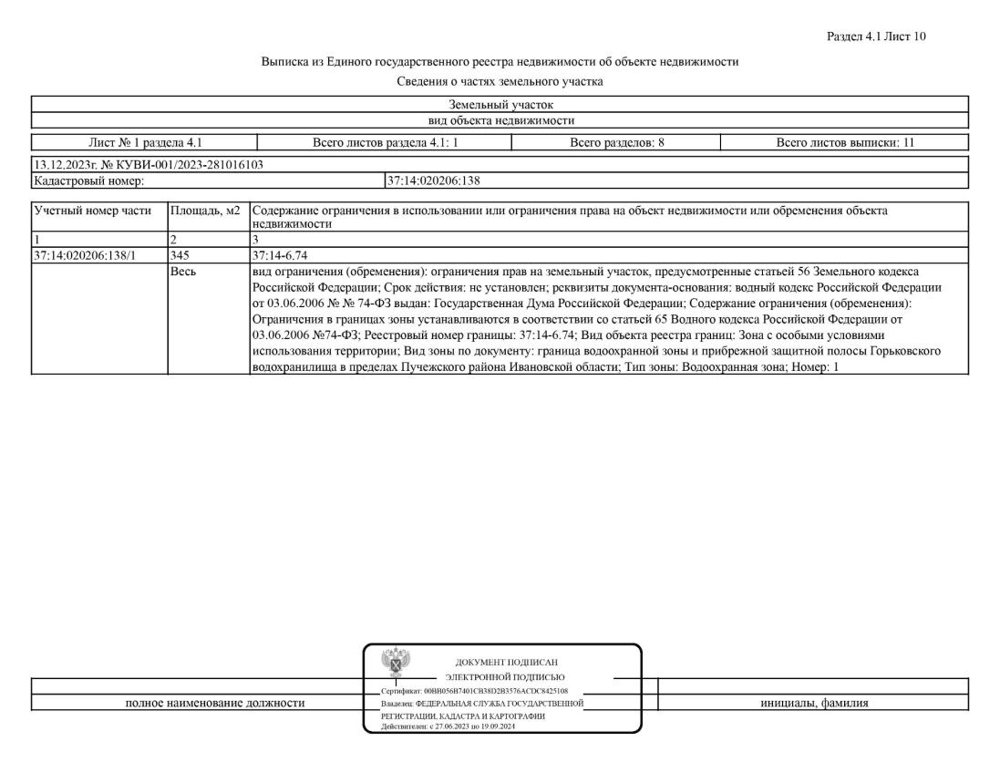 Раздел 4.1 Лист 10
Выписка из Единого государственного реестра недвижимости об объекте недвижимости
Сведения о частях земельного участка
Земельный участок
вид объекта недвижимости
Лист № 1 раздела 4.1 Всего листов раздела 4.1: 1 Всего разделов: 8 Всего листов выписки: 11
13.12.2023г. № КУВИ-001/2023-281016103
Кадастровый номер: 37:14:020206:138
Учетный номер части Площадь, м2 Содержание ограничения в использовании или ограничения права на объект недвижимости или обременения объекта
недвижимости
1 2 3
37:14:020206:138/1 345 37:14-6.74
Весь вид ограничения (обременения): ограничения прав на земельный участок, предусмотренные статьей 56 Земельного кодекса
Российской Федерации; Срок действия: не установлен; реквизиты документа-основания: водный кодекс Российской Федерации
от 03.06.2006 № № 74-ФЗ выдан: Государственная Дума Российской Федерации; Содержание ограничения (обременения):
Ограничения в границах зоны устанавливаются в соответствии со статьей 65 Водного кодекса Российской Федерации от
03.06.2006 №74-ФЗ; Реестровый номер границы: 37:14-6.74; Вид объекта реестра границ: Зона с особыми условиями
использования территории; Вид зоны по документу: граница водоохранной зоны и прибрежной защитной полосы Горьковского
водохранилища в пределах Пучежского района Ивановской области; Тип зоны: Водоохранная зона; Номер: 1
ДОКУМЕНТ ПОДПИСАН
ЭЛЕКТРОННОЙ ПОДПИСЬЮ
Сертификат: 00BB056B7401CB38D2B3576ACDC8425108
полное наименование должности Владелец: ФЕДЕРАЛЬНАЯ СЛУЖБА ГОСУДАРСТВЕННОЙ инициалы, фамилия
РЕГИСТРАЦИИ, КАДАСТРА И КАРТОГРАФИИ
Действителен: с 27.06.2023 по 19.09.2024